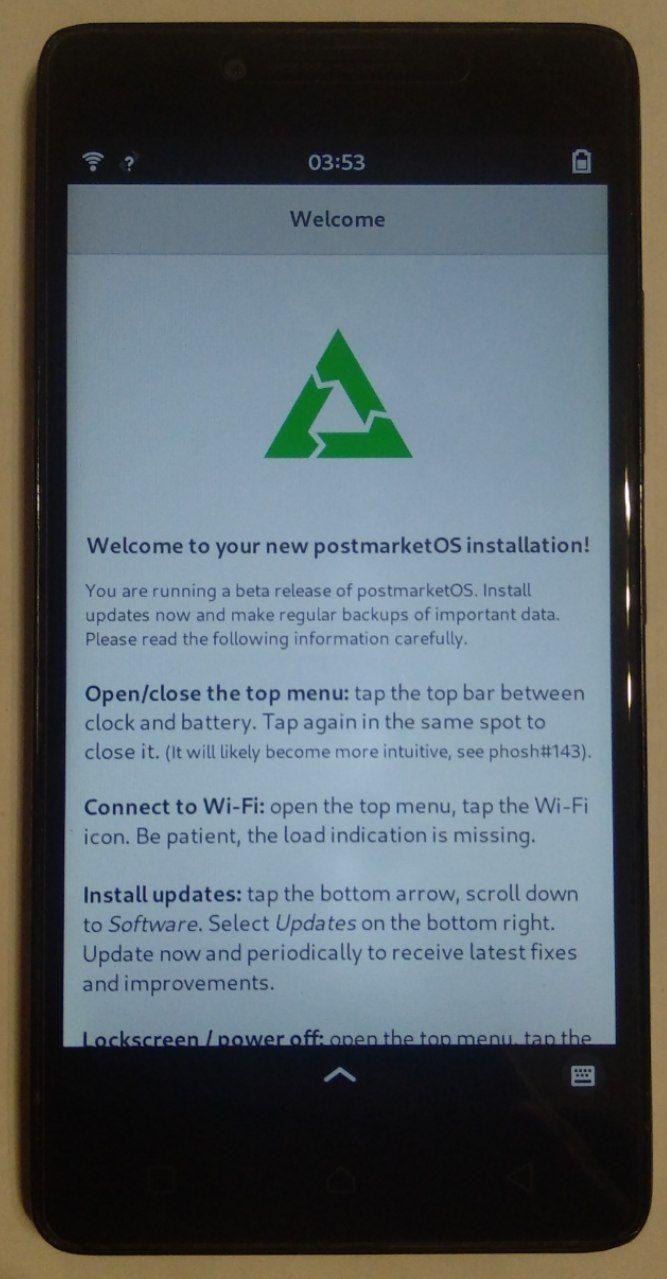 ?
03:53
Welcome
Welcome to your new postmarketOS installation!
You are running a beta release of postmarketOS. Install
updates now and make regular backups of important data.
Please read the following information carefully.
Open/close the top menu: tap the top bar between
clock and battery. Tap again in the same spot to
close it. (It will likely become more intuitive, see phosh#143).
Connect to Wi-Fi: open the top menu, tap the Wi-Fi
icon. Be patient, the load indication is missing.
Install updates: tap the bottom arrow, scroll down
to Software. Select Updates on the bottom right.
Update now and periodically to receive latest fixes
and improvements.
Lockscreen / power off: open the top menu, tap the